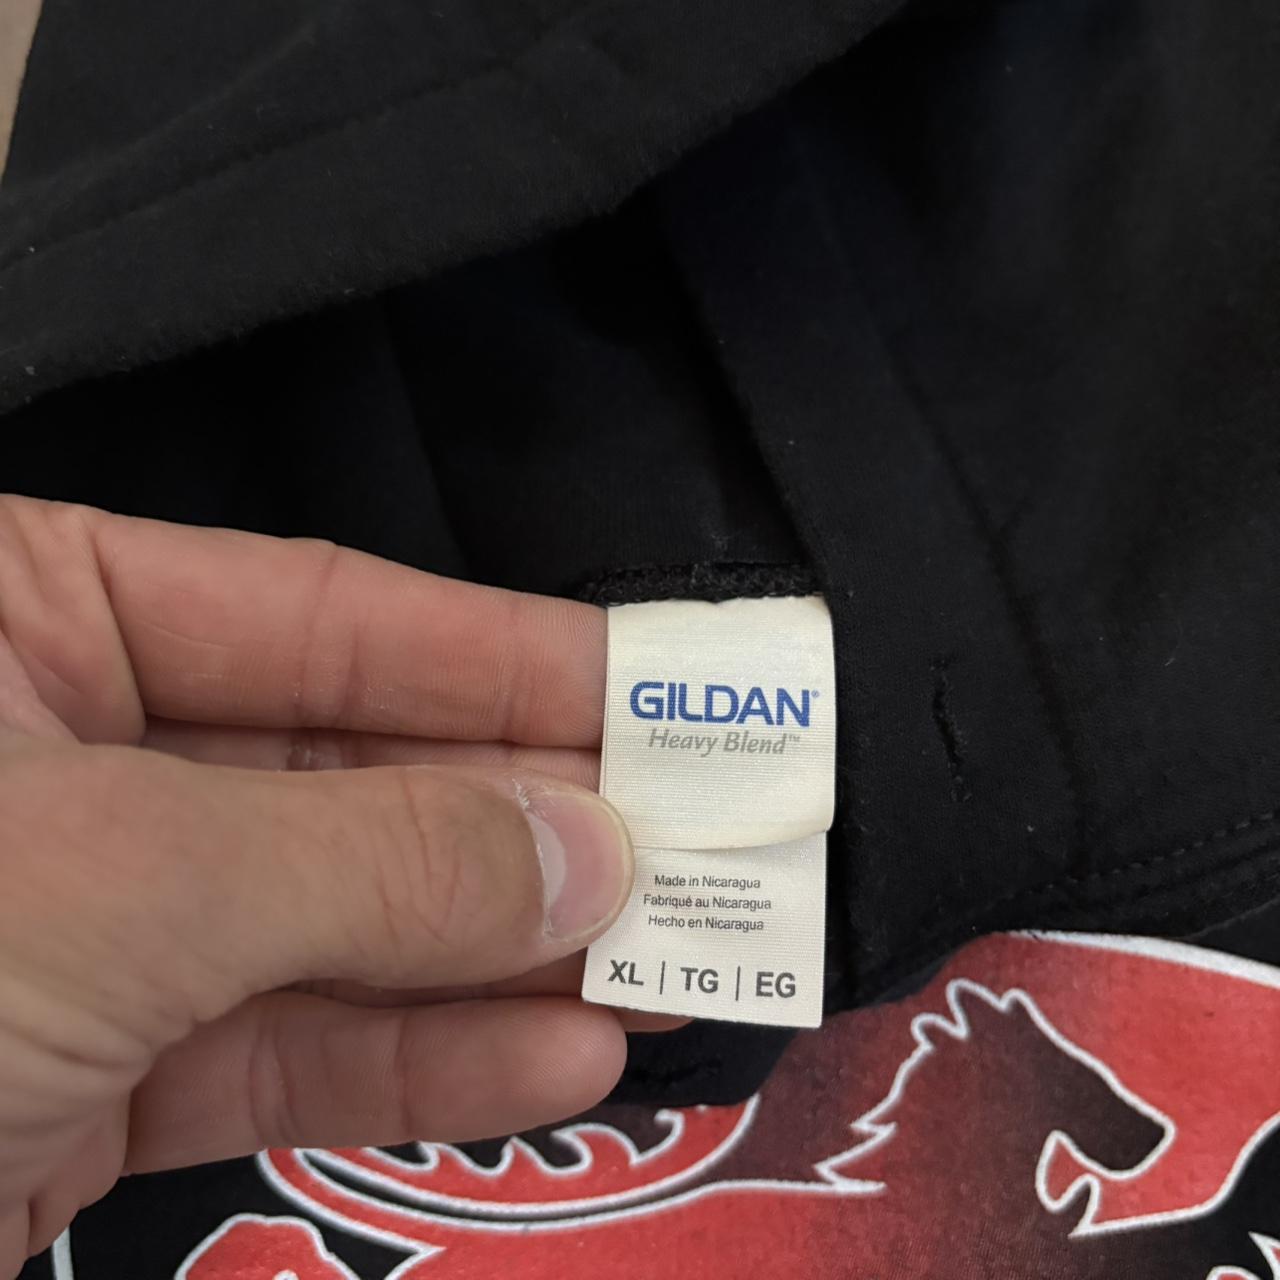 GILDAN®
Heavy Blend™
Made in Nicaragua
Fabriqué au Nicaragua
Hecho en Nicaragua
XL | TG | EG